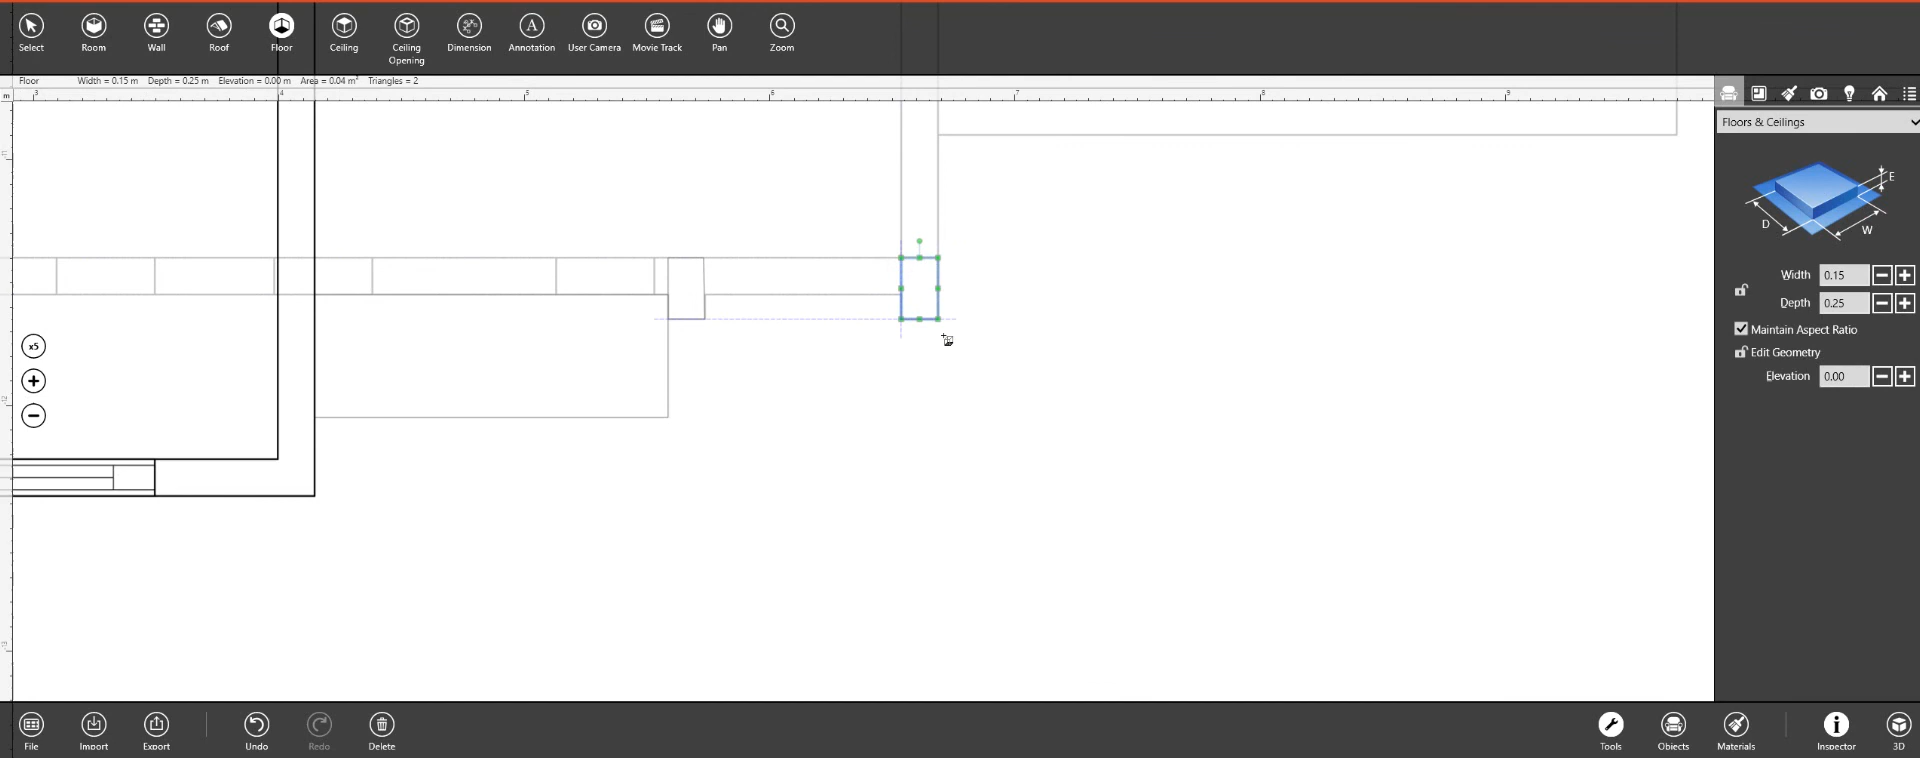 Select
Room
Wall
Roof
Floor
Ceiling
Ceiling
Opening
Dimension
A
Annotation
User Camera
Movie Track
Pan
Zoom
Floor Width = 0.15 m Depth = 0.25 m Elevation = 0.00 m Area = 0.04 m² Triangles = 2
m 3 4 5 6 7 8 9
-11
-12
-13
x5
Floors & Ceilings
E
D
W
Width 0.15
Depth 0.25
Maintain Aspect Ratio
Edit Geometry
Elevation 0.00
File
Import
Export
Undo
Redo
Delete
Tools
Objects
Materials
Inspector
3D